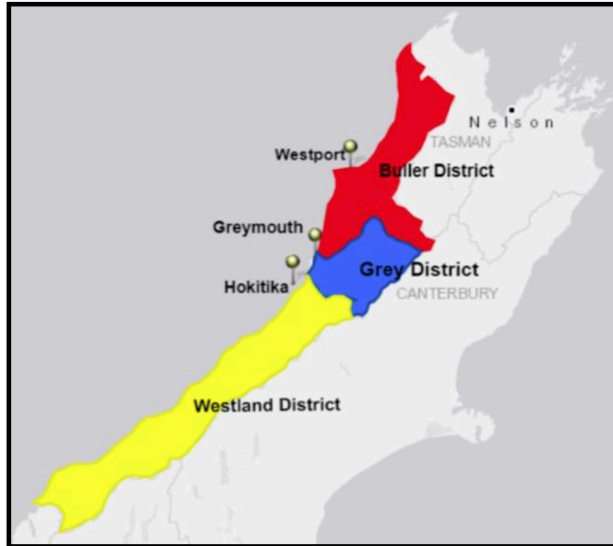 Nelson
TASMAN
Westport
Buller District
Greymouth
Grey District
Hokitika
CANTERBURY
Westland District